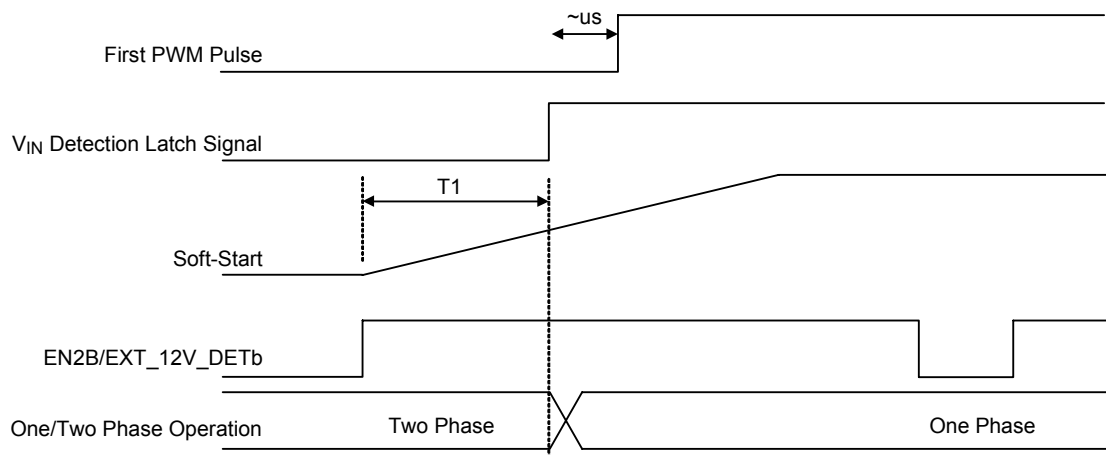 ~us
First PWM Pulse
VIN Detection Latch Signal
T1
Soft-Start
EN2B/EXT_12V_DETb
One/Two Phase Operation
Two Phase
One Phase